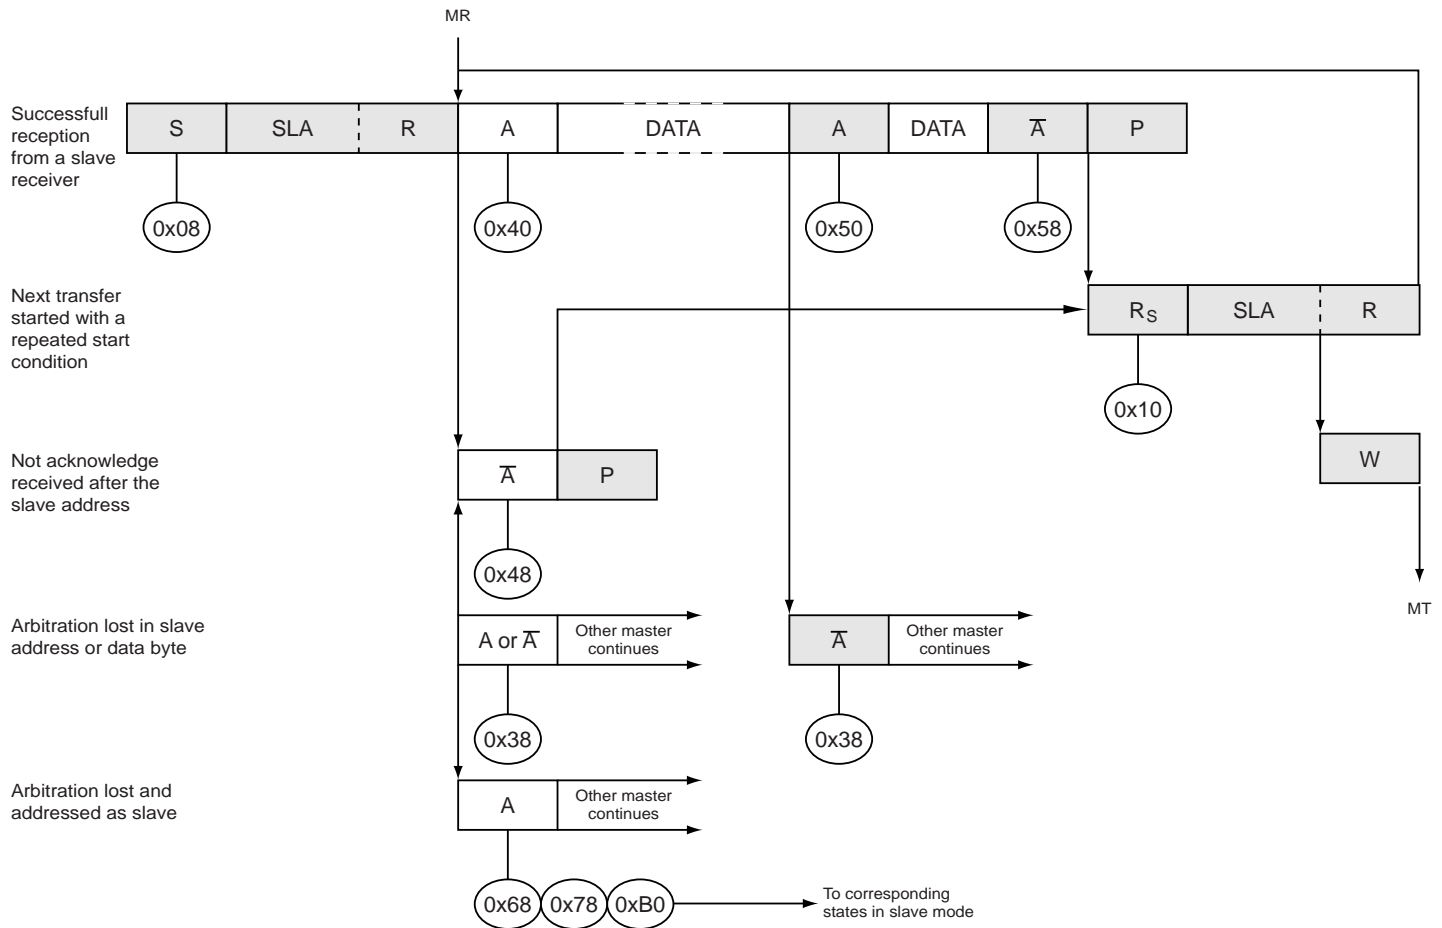 MR
Successfull
reception
from a slave
receiver
S SLA R A DATA A DATA A̅ P
0x08 0x40 0x50 0x58
Next transfer
started with a
repeated start
condition
RS SLA R
0x10
Not acknowledge
received after the
slave address
A̅ P
W
0x48
MT
Arbitration lost in slave
address or data byte
A or A̅ Other master
continues
A̅ Other master
continues
0x38 0x38
Arbitration lost and
addressed as slave
A Other master
continues
0x68 0x78 0xB0 To corresponding
states in slave mode